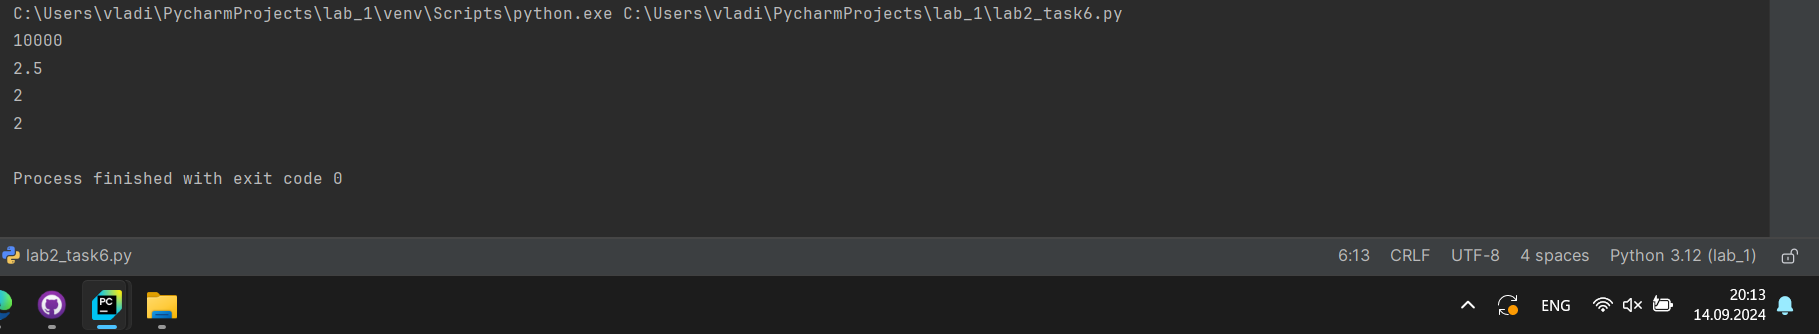 C:\Users\vladi\PycharmProjects\lab_1\venv\Scripts\python.exe C:\Users\vladi\PycharmProjects\lab_1\lab2_task6.py
10000
2.5
2
2
Process finished with exit code 0
lab2_task6.py 6:13 CRLF UTF-8 4 spaces Python 3.12 (lab_1)
PC ENG 20:13
14.09.2024